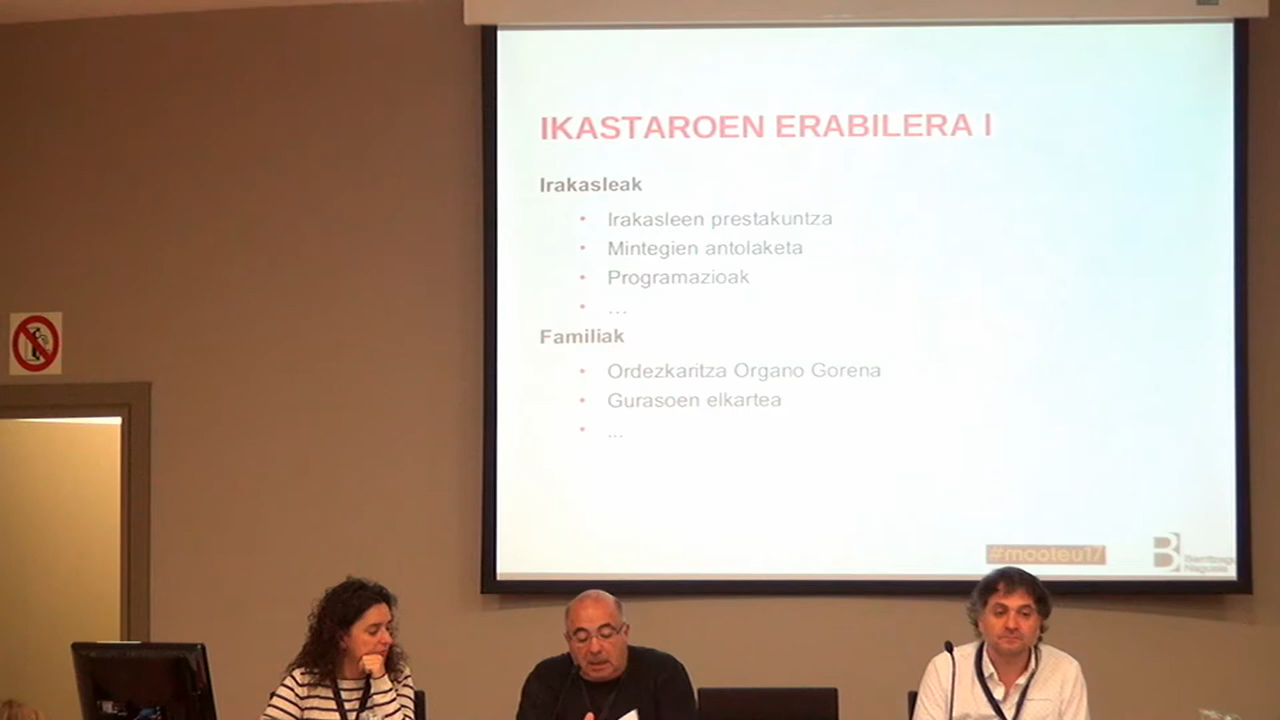 IKASTAROEN ERABILERA I
Irakasleak
• Irakasleen prestakuntza
• Mintegien antolaketa
• Programazioak
• ...
Familiak
• Ordezkaritza Organo Gorena
• Gurasoen elkartea
• ...
#mooteu17
B